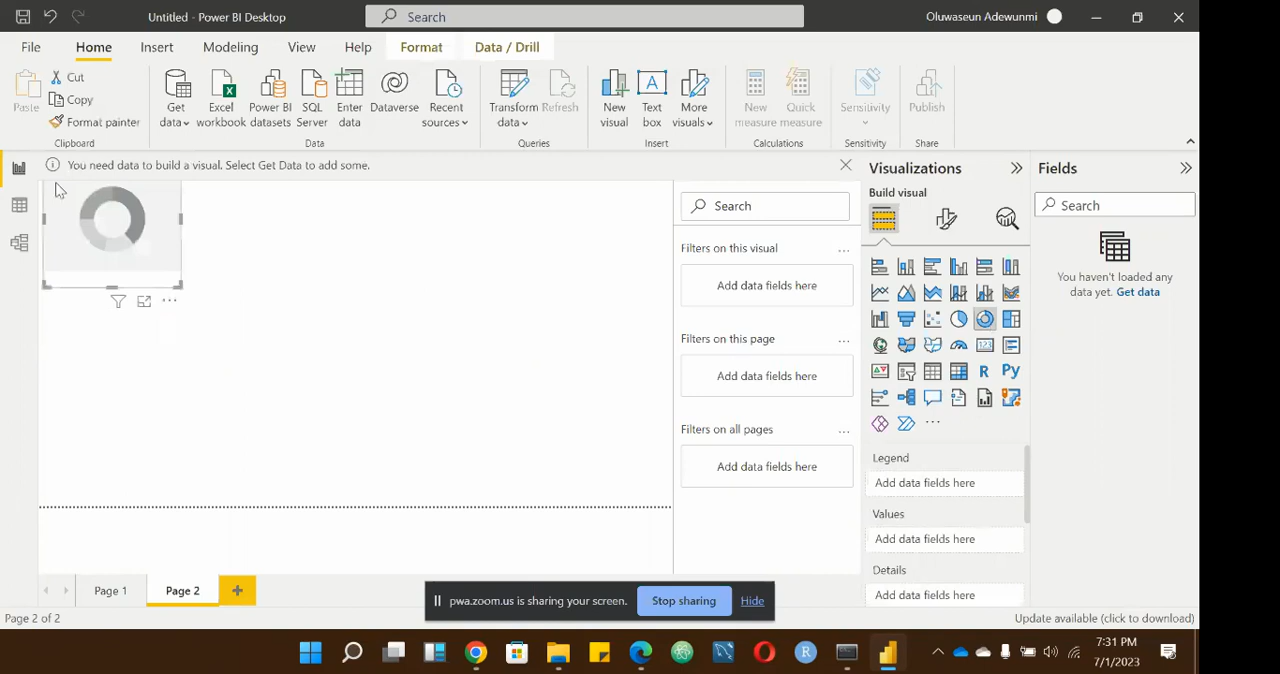 Untitled - Power BI Desktop
Search
Oluwaseun Adewunmi
File
Home
Insert
Modeling
View
Help
Format
Data / Drill
Paste
Cut
Copy
Format painter
Clipboard
Get data
Excel workbook
Power BI datasets
SQL Server
Enter data
Dataverse
Recent sources
Data
Transform data
Refresh
Queries
New visual
Text box
More visuals
Insert
New measure
Quick measure
Calculations
Sensitivity
Sensitivity
Publish
Share
You need data to build a visual. Select Get Data to add some.
Search
Filters on this visual
...
Add data fields here
Filters on this page
...
Add data fields here
Filters on all pages
...
Add data fields here
Visualizations
Build visual
123
R
Py
...
Legend
Add data fields here
Values
Add data fields here
Details
Add data fields here
Fields
Search
You haven't loaded any
data yet. Get data
Page 1
Page 2
+
pwa.zoom.us is sharing your screen.
Stop sharing
Hide
Page 2 of 2
Update available (click to download)
7:31 PM
7/1/2023